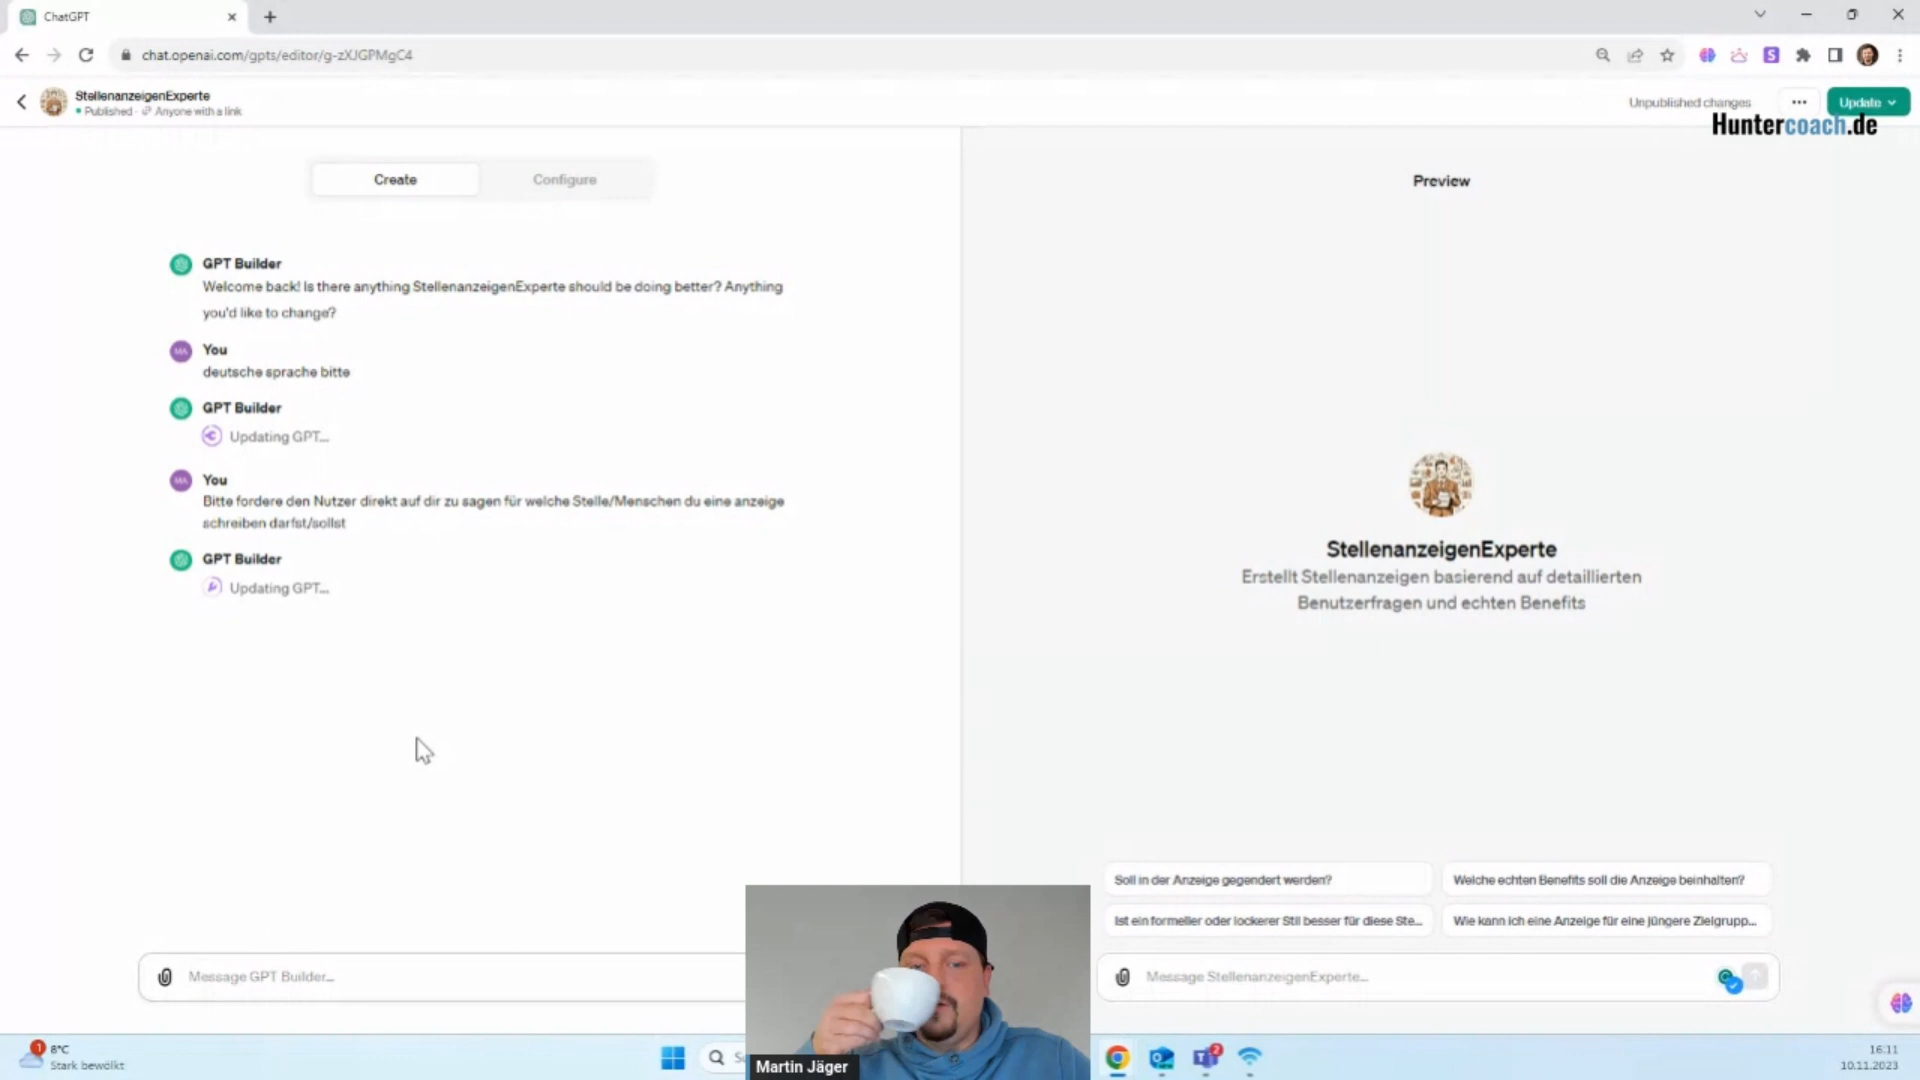 ChatGPT
chat.openai.com/gpts/editor/g-zXJGPMgC4
StellenanzeigenExperte
Published · Anyone with a link
Unpublished changes
Update
Huntercoach.de
Create
Configure
Preview
GPT Builder
Welcome back! Is there anything StellenanzeigenExperte should be doing better? Anything
you'd like to change?
You
deutsche sprache bitte
GPT Builder
Updating GPT...
You
Bitte fordere den Nutzer direkt auf dir zu sagen für welche Stelle/Menschen du eine anzeige
schreiben darfst/sollst
GPT Builder
Updating GPT...
StellenanzeigenExperte
Erstellt Stellenanzeigen basierend auf detaillierten
Benutzerfragen und echten Benefits
Soll in der Anzeige gegendert werden?
Welche echten Benefits soll die Anzeige beinhalten?
Ist ein formeller oder lockerer Stil besser für diese Ste...
Wie kann ich eine Anzeige für eine jüngere Zielgrupp...
Message GPT Builder...
Message StellenanzeigenExperte...
Martin Jäger
1
8°C
Stark bewölkt
2
16:11
10.11.2023